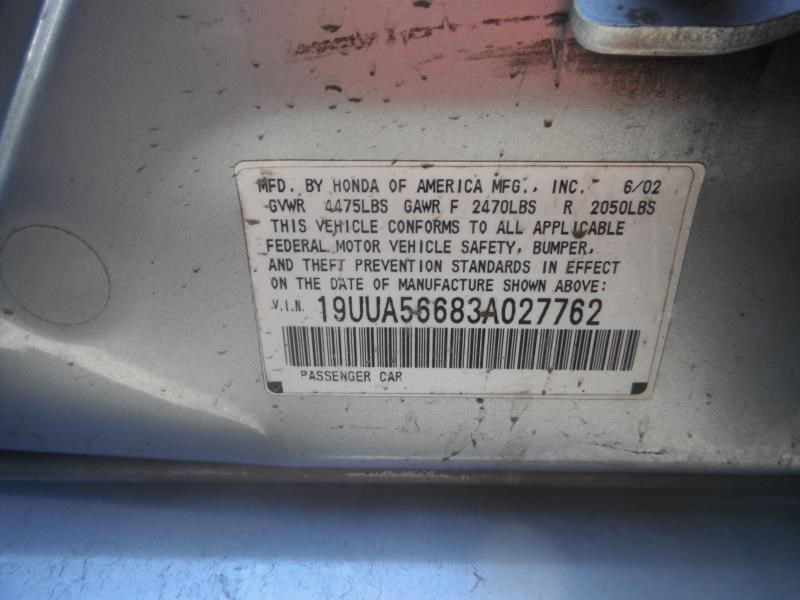 MFD. BY HONDA OF AMERICA MFG., INC. 6/02
GVWR 4475LBS GAWR F 2470LBS R 2050LBS
THIS VEHICLE CONFORMS TO ALL APPLICABLE
FEDERAL MOTOR VEHICLE SAFETY, BUMPER,
AND THEFT PREVENTION STANDARDS IN EFFECT
ON THE DATE OF MANUFACTURE SHOWN ABOVE:
V.I.N. 19UUA56683A027762
PASSENGER CAR